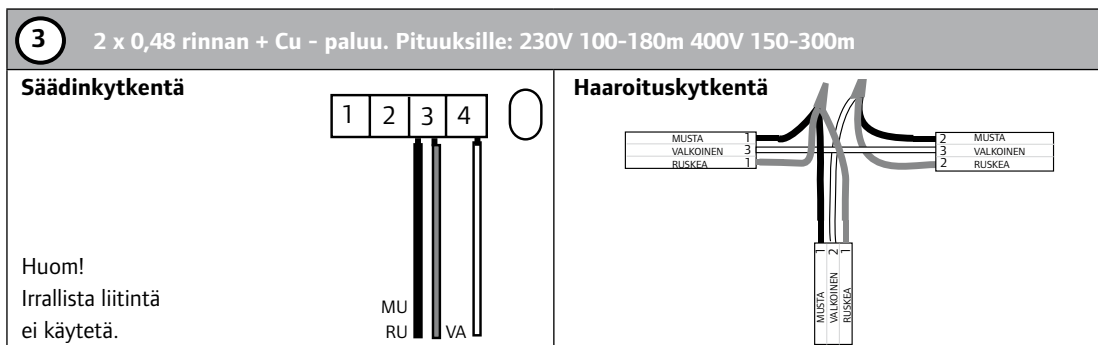 3 2 x 0,48 rinnan + Cu - paluu. Pituuksille: 230V 100-180m 400V 150-300m
Säädinkytkentä
1 2 3 4
Huom!
Irrallista liitintä
ei käytetä.
MU
RU VA
Haaroituskytkentä
MUSTA 1
VALKOINEN 3
RUSKEA 1
2 MUSTA
3 VALKOINEN
2 RUSKEA
MUSTA 1
VALKOINEN 2
RUSKEA 1